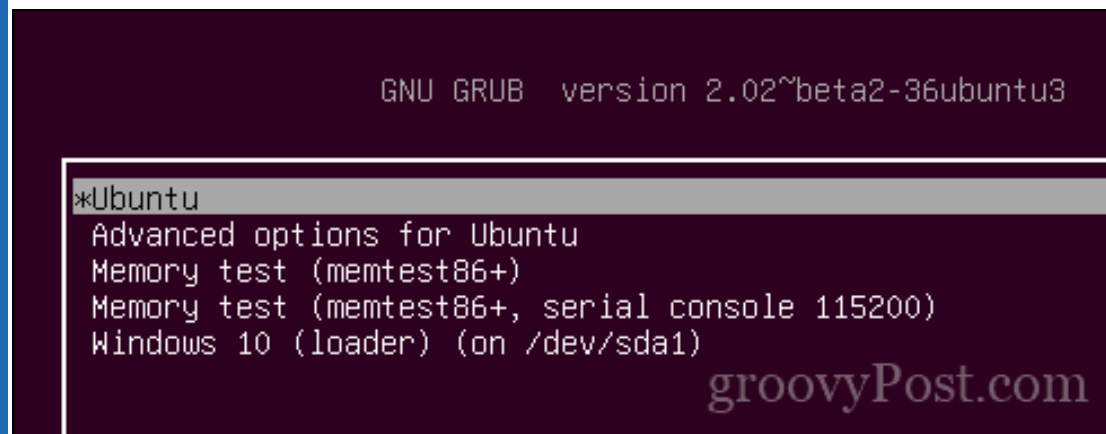 GNU GRUB  version 2.02~beta2-36ubuntu3
*Ubuntu
Advanced options for Ubuntu
Memory test (memtest86+)
Memory test (memtest86+, serial console 115200)
Windows 10 (loader) (on /dev/sda1)
groovyPost.com